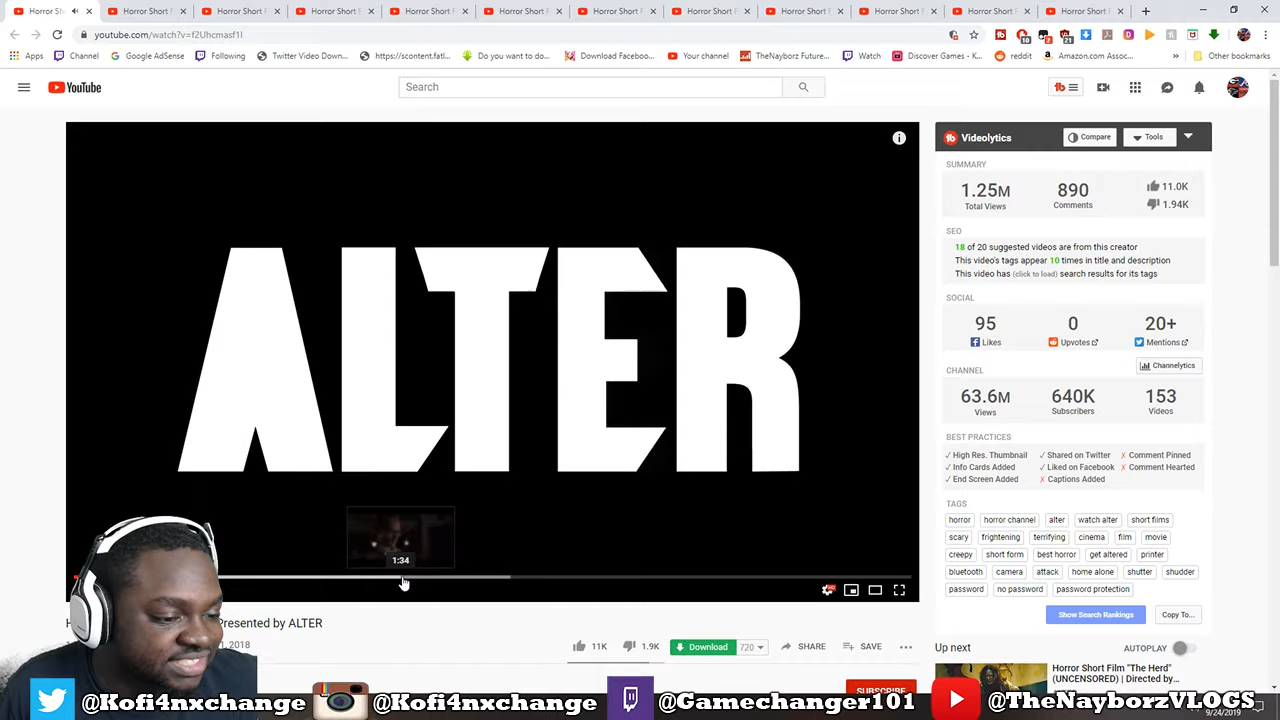 Horror Sh
Horror Short F
Horror Short F
Horror Short F
Horror Short F
Horror Short F
Horror Short F
Horror Short F
Horror Short F
Horror Short F
Horror Short F
Horror Short F
youtube.com/watch?v=f2Uhcmasf1I
Apps
Twitch
Google AdSense
Following
Twitter Video Down...
https://scontent.fatl...
Do you want to do...
Download Faceboo...
Your channel
TheNayborz Moveme...
Watch
Discover Games - K...
reddit
Amazon.com Assoc...
»
Other bookmarks
YouTube
Search
ALTER
1:34
Presented by ALTER
, 2018
11K
1.9K
Download
720
SHARE
SAVE
SUBSCRIBE
Videolytics
Compare
Tools
SUMMARY
1.25M
Total Views
890
Comments
11.0K
1.94K
SEO
18 of 20 suggested videos are from this creator
This video's tags appear 10 times in title and description
This video has (click to load) search results for its tags
SOCIAL
95
Likes
0
Upvotes
20+
Mentions
CHANNEL
Channelytics
63.6M
Views
640K
Subscribers
153
Videos
BEST PRACTICES
✓ High Res. Thumbnail ✓ Shared on Twitter ✗ Comment Pinned
✓ Info Cards Added ✓ Liked on Facebook ✗ Comment Hearted
✓ End Screen Added ✗ Captions Added
TAGS
horror horror channel alter watch alter short films
scary frightening terrifying cinema film movie
creepy short form best horror get altered printer
bluetooth camera attack home alone shutter shudder
password no password password protection
Show Search Rankings
Copy To...
Up next
AUTOPLAY
Horror Short Film "The Herd"
(UNCENSORED) | Directed by
@Kofi4nxchange
@Kofi4nxchange
@Gamechanger101
@TheNayborzVLOGS
9/24/2019